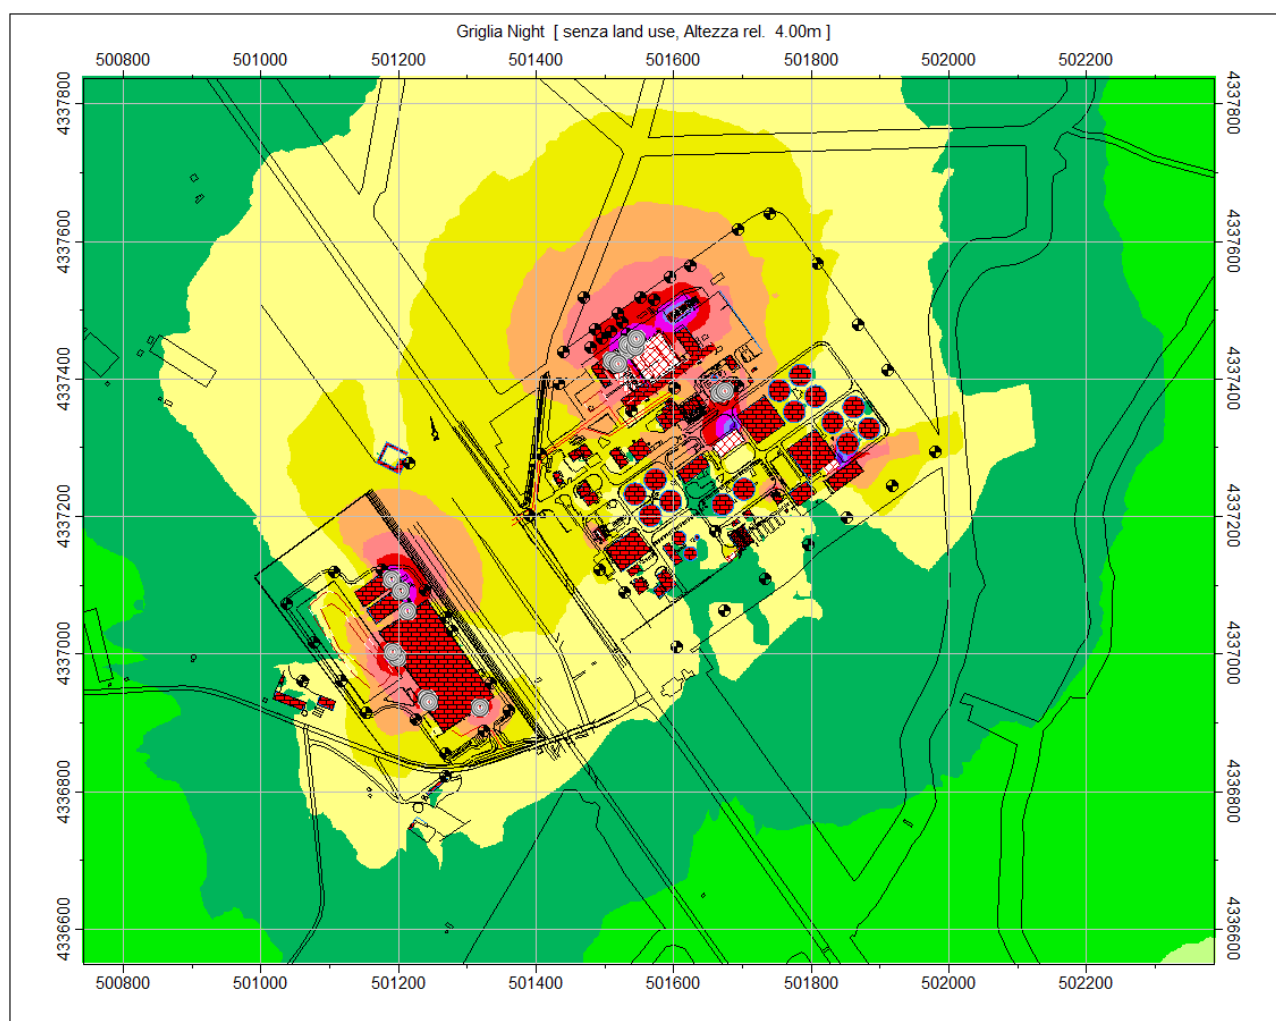 Griglia Night [ senza land use, Altezza rel. 4.00m ]
500800 501000 501200 501400 501600 501800 502000 502200
4337800 4337800
4337600 4337600
4337400 4337400
4337200 4337200
4337000 4337000
4336800 4336800
4336600 4336600
500800 501000 501200 501400 501600 501800 502000 502200